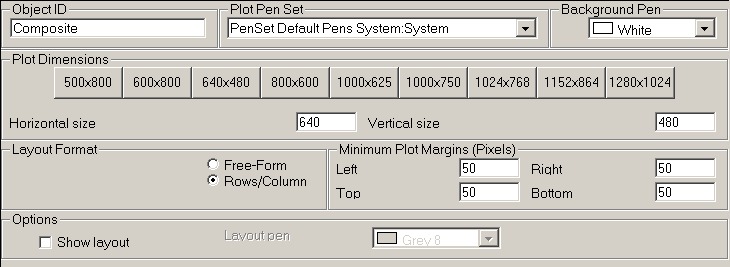 Object ID Plot Pen Set Background Pen
Composite PenSet Default Pens System:System White
Plot Dimensions
500x800 600x800 640x480 800x600 1000x625 1000x750 1024x768 1152x864 1280x1024
Horizontal size 640 Vertical size 480
Layout Format Minimum Plot Margins (Pixels)
Free-Form Left 50 Right 50
Rows/Column Top 50 Bottom 50
Options
Show layout Layout pen Grey 8